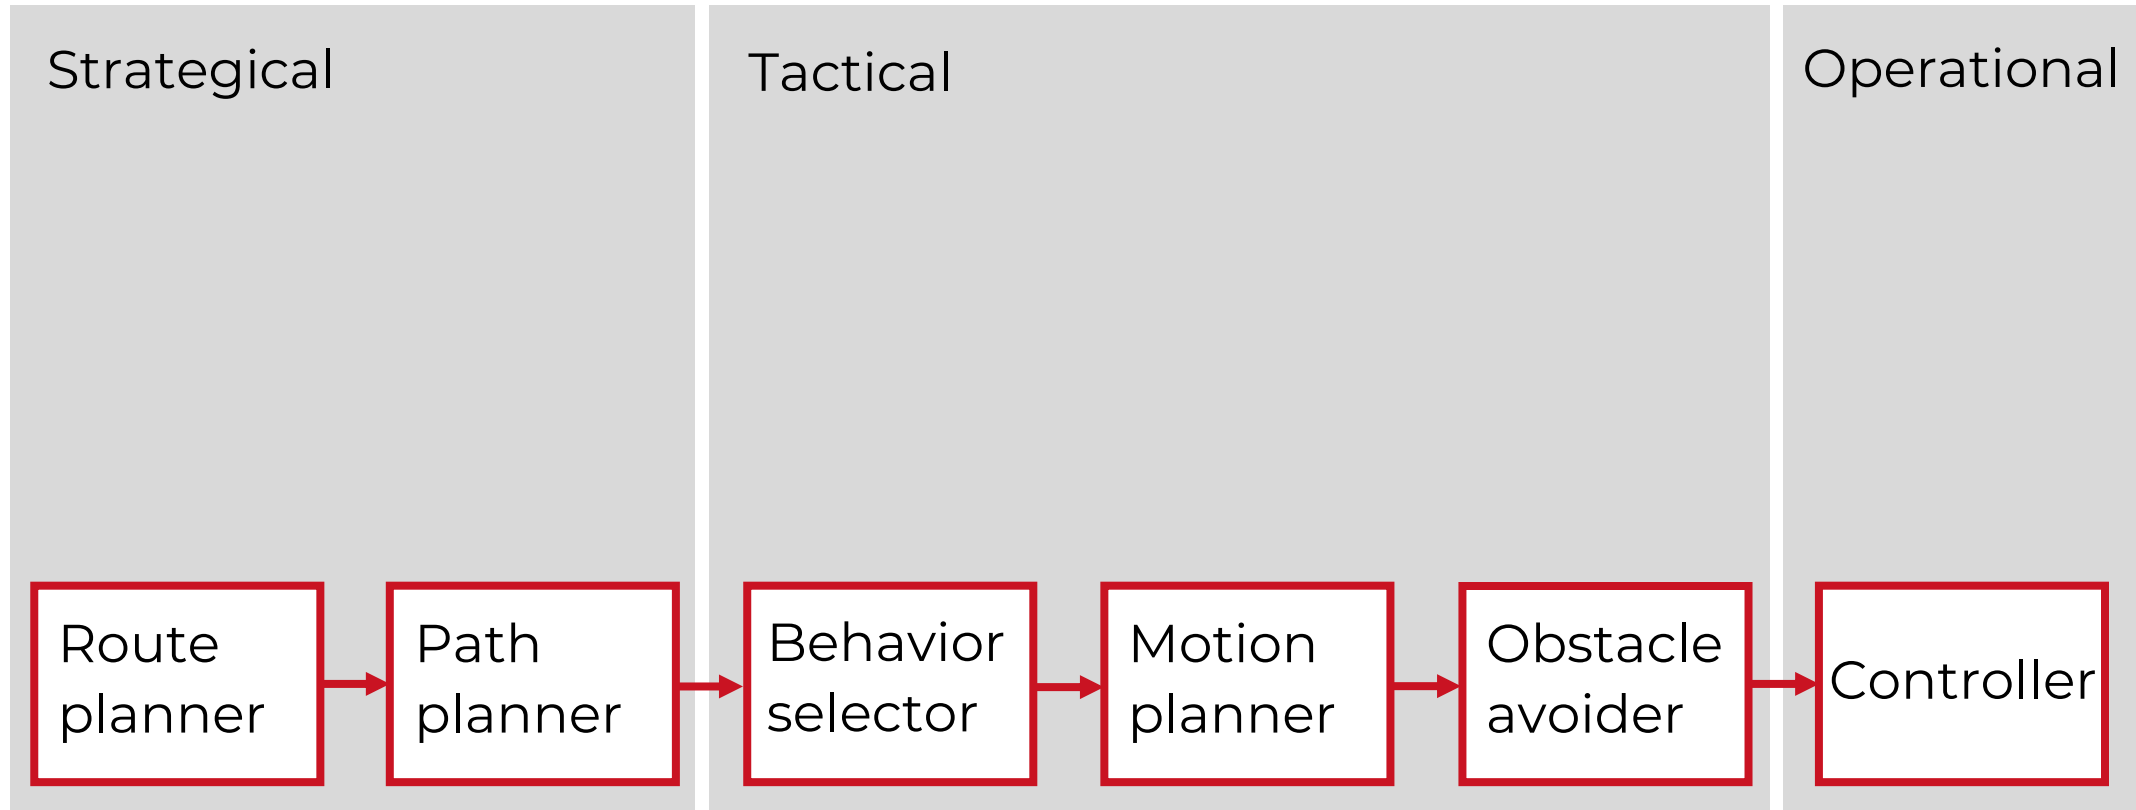 Strategical
Tactical
Operational
Route
planner
Path
planner
Behavior
selector
Motion
planner
Obstacle
avoider
Controller